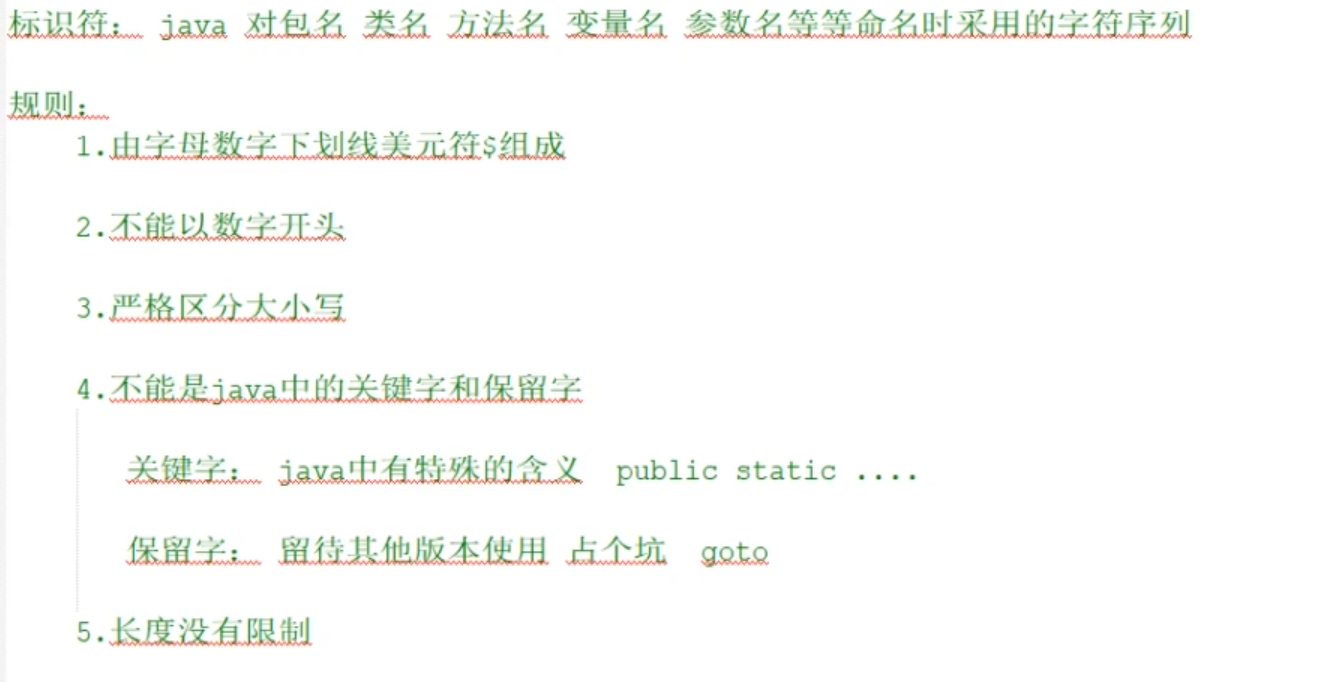 标识符： java 对包名 类名 方法名 变量名 参数名等等命名时采用的字符序列
规则：
1.由字母数字下划线美元符$组成
2.不能以数字开头
3.严格区分大小写
4.不能是java中的关键字和保留字
关键字： java中有特殊的含义 public static ....
保留字： 留待其他版本使用 占个坑 goto
5.长度没有限制